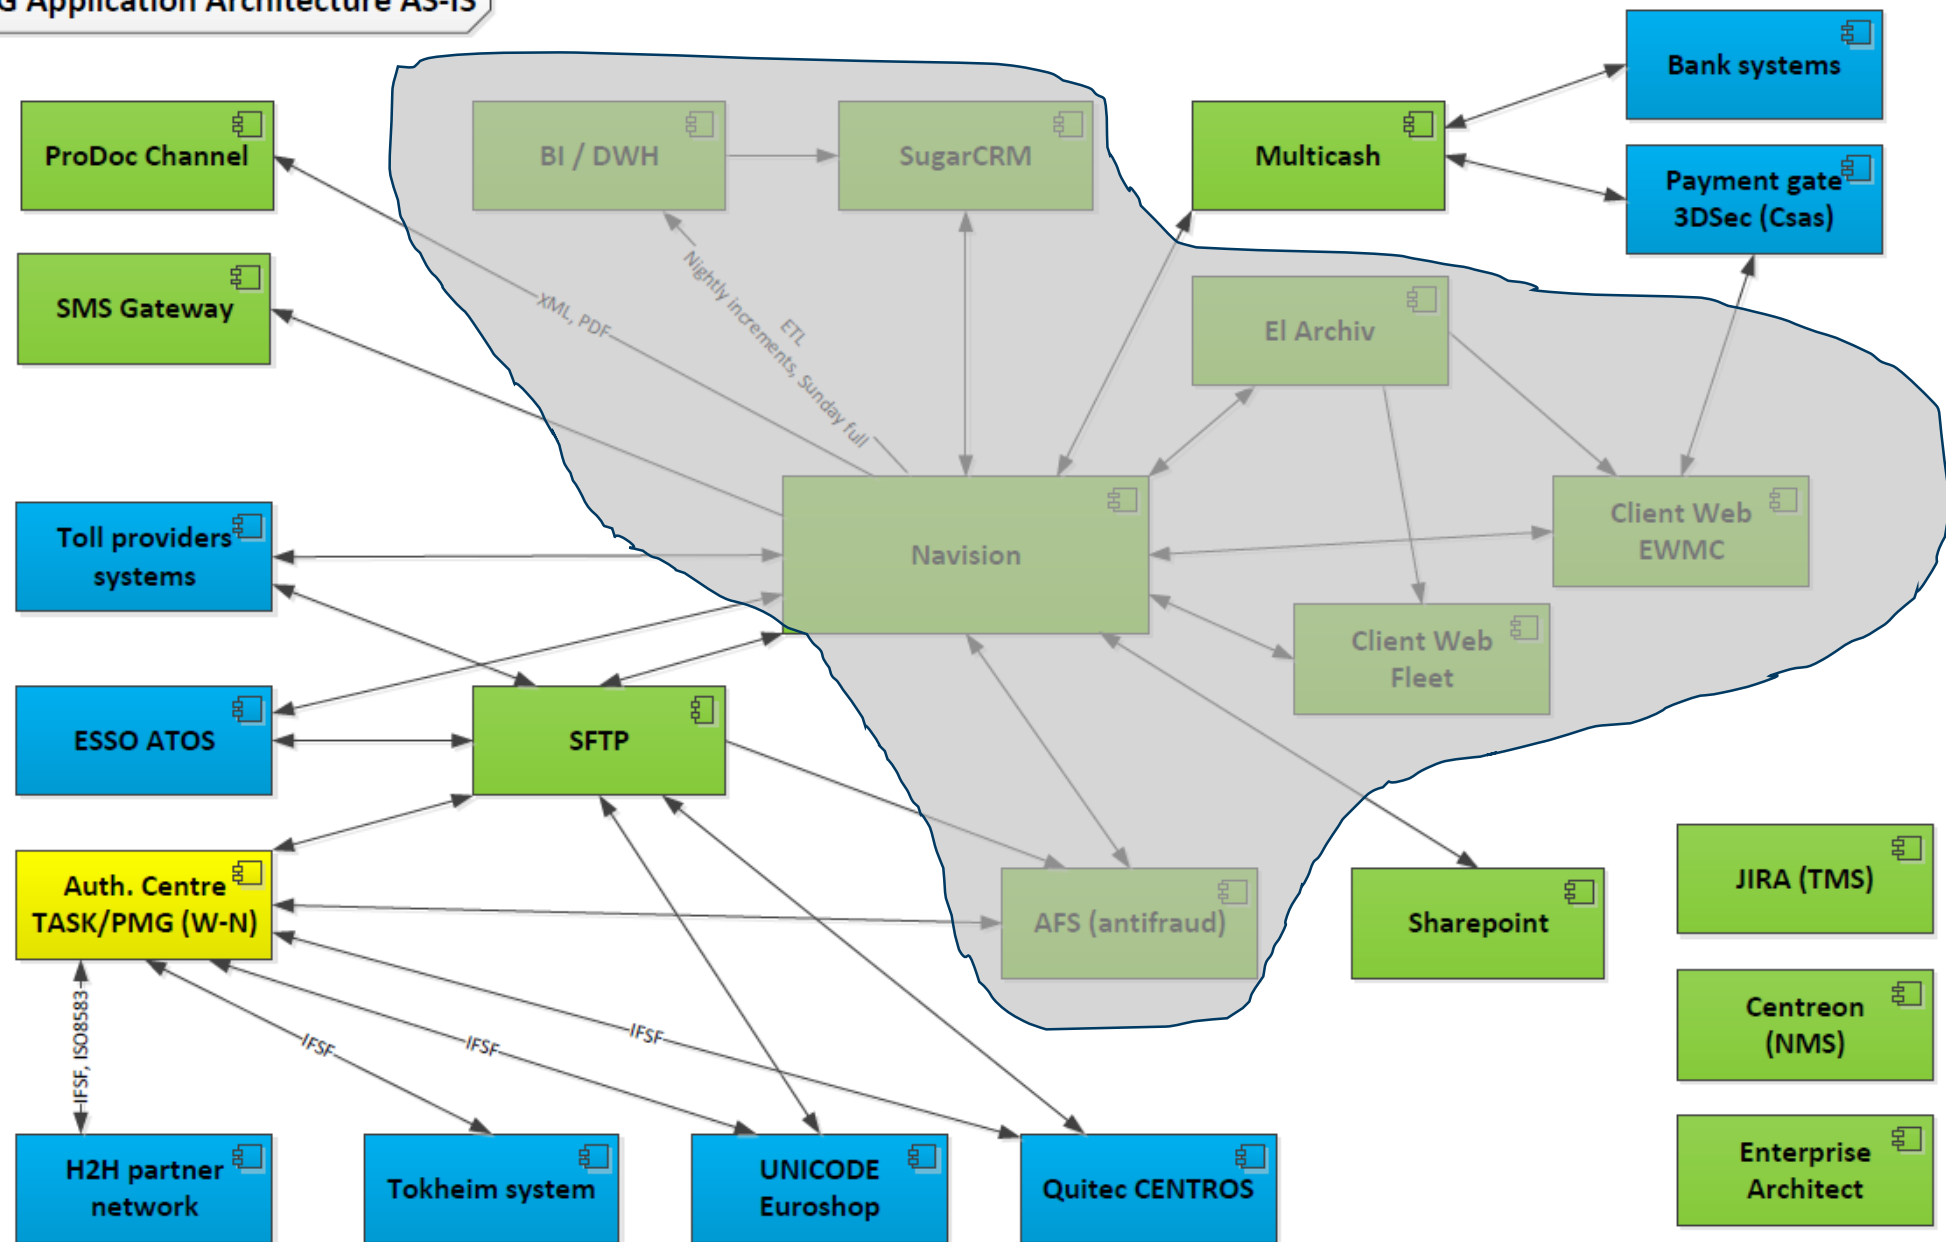 G Application Architecture AS-IS
Bank systems
ProDoc Channel
BI / DWH
SugarCRM
Multicash
Payment gate
3DSec (Csas)
SMS Gateway
XML, PDF
ETL
Nightly increments, Sunday full
El Archiv
Toll providers
systems
Navision
Client Web
EWMC
Client Web
Fleet
ESSO ATOS
SFTP
Auth. Centre
TASK/PMG (W-N)
AFS (antifraud)
Sharepoint
JIRA (TMS)
Centreon
(NMS)
IFSF, ISO8583
IFSF
IFSF
IFSF
H2H partner
network
Tokheim system
UNICODE
Euroshop
Quitec CENTROS
Enterprise
Architect